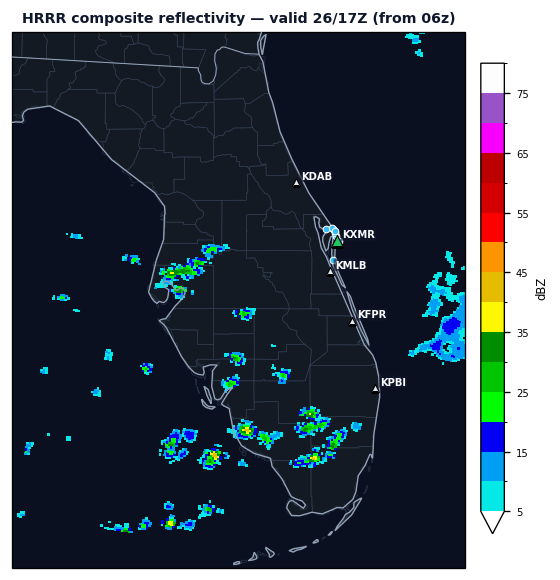 HRRR composite reflectivity — valid 26/17Z (from 06z)
KDAB
KXMR
KMLB
KFPR
KPBI
75
65
55
45
35
25
15
5
dBZ